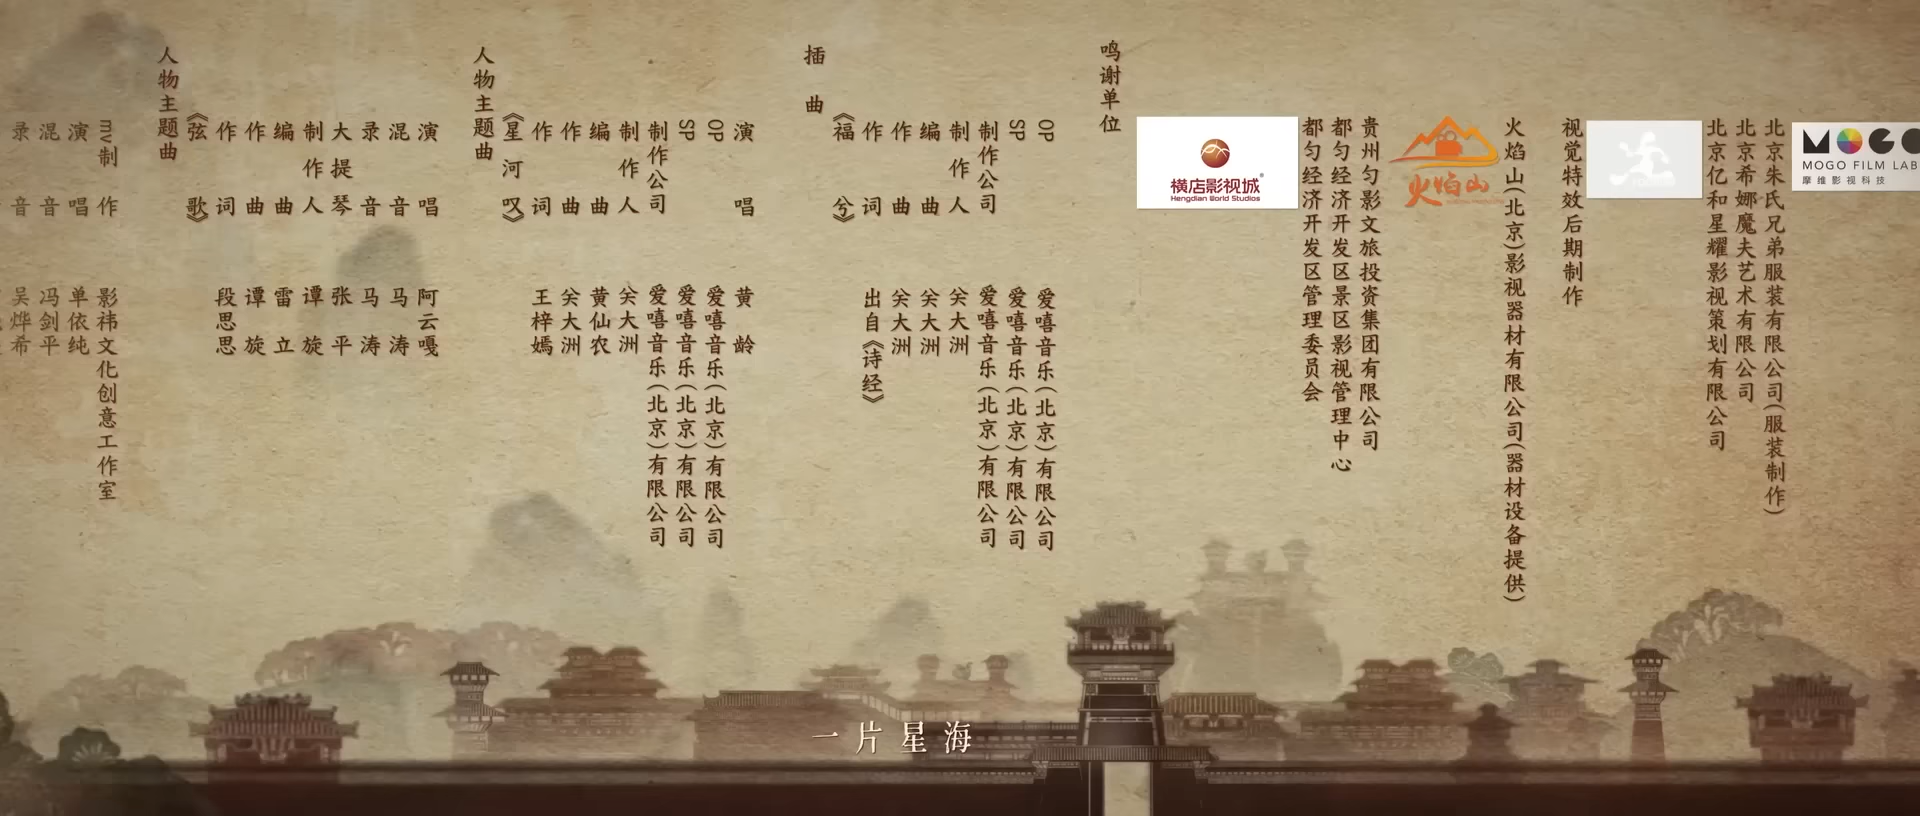 录音 吴烨希
混音 冯剑平
演唱 单依纯
mv制作 影祎文化创意工作室
人物主题曲
《弦歌》
作词 段思思
作曲 谭旋
编曲 雷立
制作人 谭旋
大提琴 张平
录音 马涛
混音 马涛
演唱 阿云嘎
人物主题曲
《星河叹》
作词 王梓嫣
作曲 关大洲
编曲 黄仙农
制作人 关大洲
制作公司 爱嘻音乐(北京)有限公司
SP 爱嘻音乐(北京)有限公司
OP 爱嘻音乐(北京)有限公司
演唱 黄龄
插曲
《福兮》
作词 出自《诗经》
作曲 关大洲
编曲 关大洲
制作人 关大洲
制作公司 爱嘻音乐(北京)有限公司
SP 爱嘻音乐(北京)有限公司
OP 爱嘻音乐(北京)有限公司
鸣谢单位
横店影视城®
Hengdian World Studios
都匀经济开发区管理委员会
都匀经济开发区景区影视管理中心
贵州匀影文旅投资集团有限公司
火焰山
火焰山(北京)影视器材有限公司(器材设备提供)
视觉特效后期制作
北京亿和星耀影视策划有限公司
北京希娜魔夫艺术有限公司
北京朱氏兄弟服装有限公司(服装制作)
MOGO
MOGO FILM LAB
摩维影视科技
一片星海